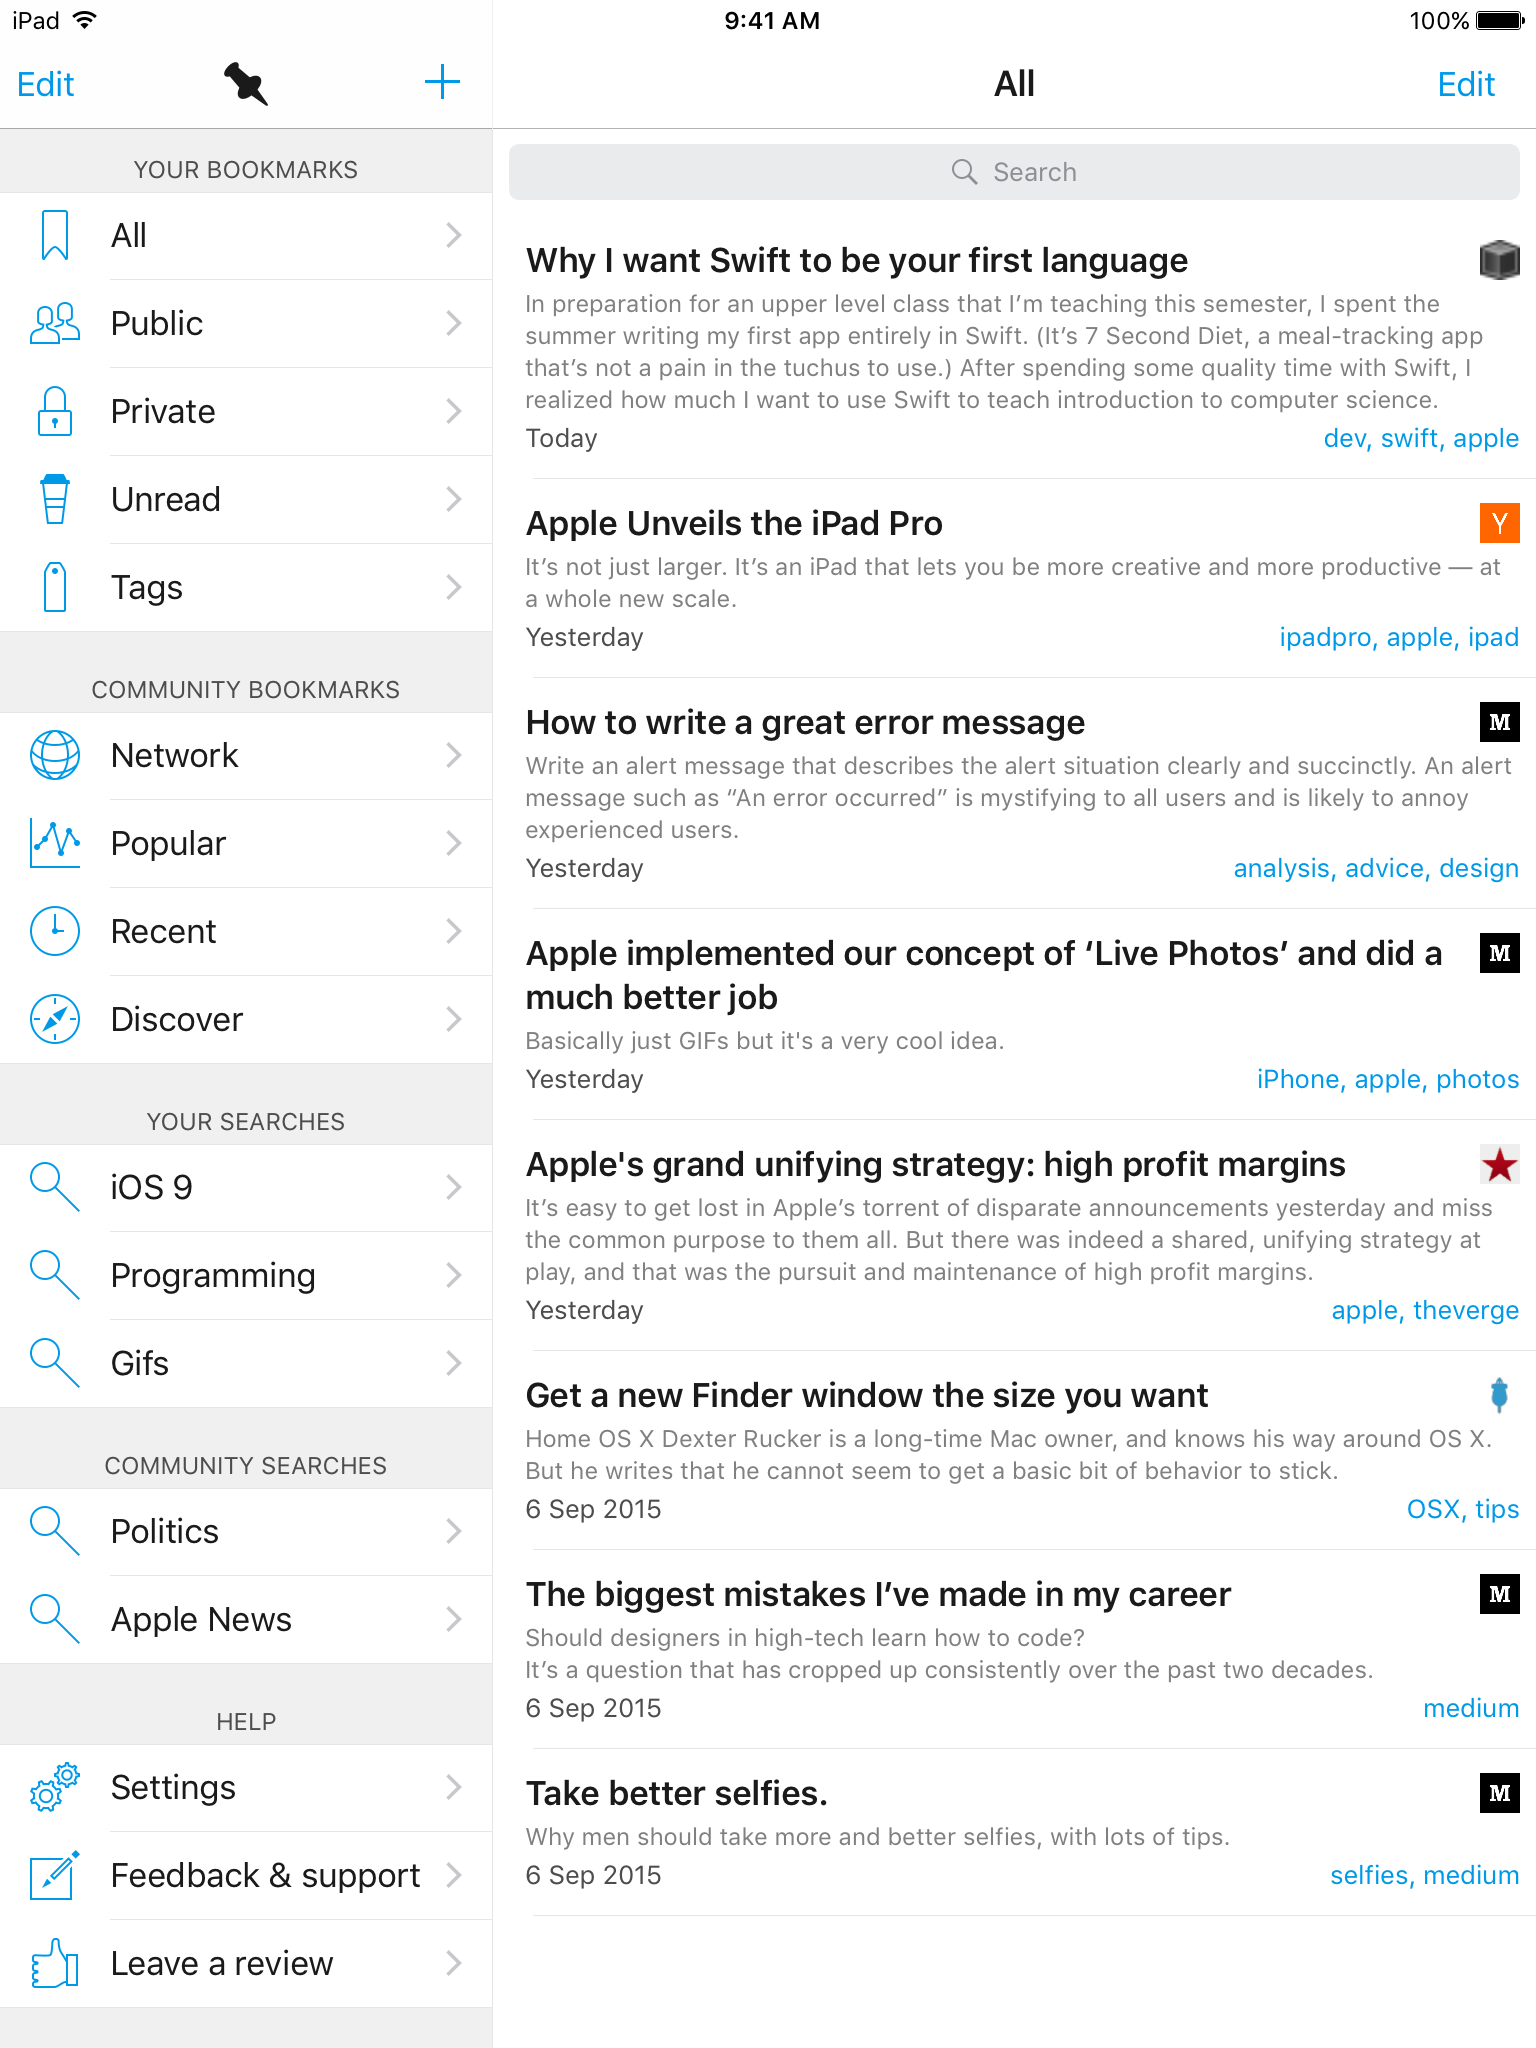 iPad
9:41 AM
100%
Edit
All
Edit
YOUR BOOKMARKS
All
Public
Private
Unread
Tags
COMMUNITY BOOKMARKS
Network
Popular
Recent
Discover
YOUR SEARCHES
iOS 9
Programming
Gifs
COMMUNITY SEARCHES
Politics
Apple News
HELP
Settings
Feedback & support
Leave a review
Search
Why I want Swift to be your first language
In preparation for an upper level class that I’m teaching this semester, I spent the
summer writing my first app entirely in Swift. (It’s 7 Second Diet, a meal-tracking app
that’s not a pain in the tuchus to use.) After spending some quality time with Swift, I
realized how much I want to use Swift to teach introduction to computer science.
Today
dev, swift, apple
Apple Unveils the iPad Pro
Y
It’s not just larger. It’s an iPad that lets you be more creative and more productive — at
a whole new scale.
Yesterday
ipadpro, apple, ipad
How to write a great error message
M
Write an alert message that describes the alert situation clearly and succinctly. An alert
message such as “An error occurred” is mystifying to all users and is likely to annoy
experienced users.
Yesterday
analysis, advice, design
Apple implemented our concept of ‘Live Photos’ and did a
M
much better job
Basically just GIFs but it's a very cool idea.
Yesterday
iPhone, apple, photos
Apple's grand unifying strategy: high profit margins
It’s easy to get lost in Apple’s torrent of disparate announcements yesterday and miss
the common purpose to them all. But there was indeed a shared, unifying strategy at
play, and that was the pursuit and maintenance of high profit margins.
Yesterday
apple, theverge
Get a new Finder window the size you want
Home OS X Dexter Rucker is a long-time Mac owner, and knows his way around OS X.
But he writes that he cannot seem to get a basic bit of behavior to stick.
6 Sep 2015
OSX, tips
The biggest mistakes I’ve made in my career
M
Should designers in high-tech learn how to code?
It’s a question that has cropped up consistently over the past two decades.
6 Sep 2015
medium
Take better selfies.
M
Why men should take more and better selfies, with lots of tips.
6 Sep 2015
selfies, medium